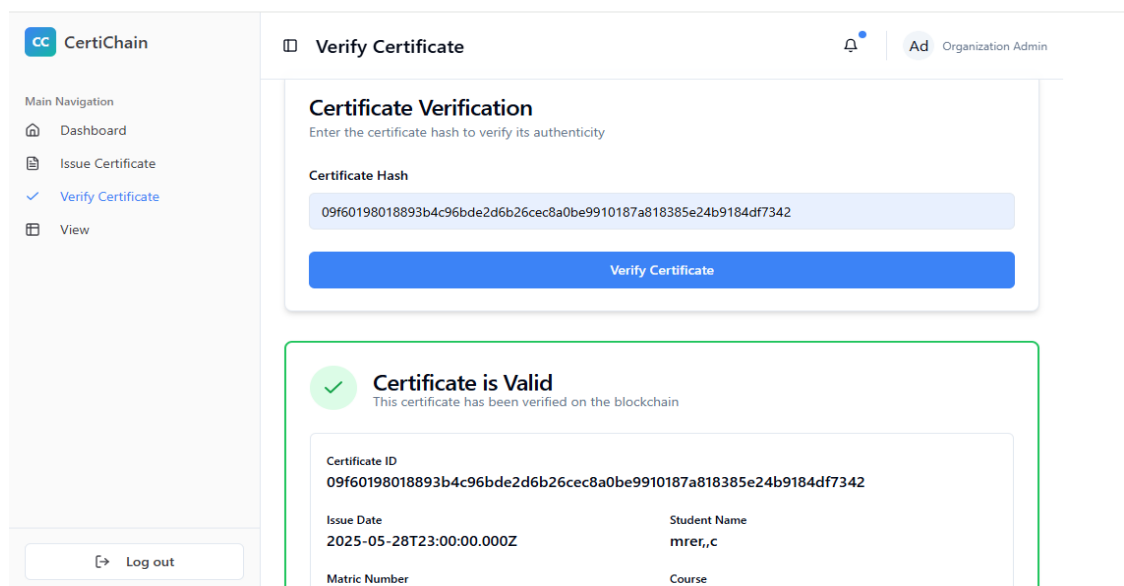 CC CertiChain
Main Navigation
Dashboard
Issue Certificate
Verify Certificate
View
Log out
Verify Certificate
Ad Organization Admin
Certificate Verification
Enter the certificate hash to verify its authenticity
Certificate Hash
09f60198018893b4c96bde2d6b26cec8a0be9910187a818385e24b9184df7342
Verify Certificate
Certificate is Valid
This certificate has been verified on the blockchain
Certificate ID
09f60198018893b4c96bde2d6b26cec8a0be9910187a818385e24b9184df7342
Issue Date
2025-05-28T23:00:00.000Z
Student Name
mrer,,c
Matric Number
Course